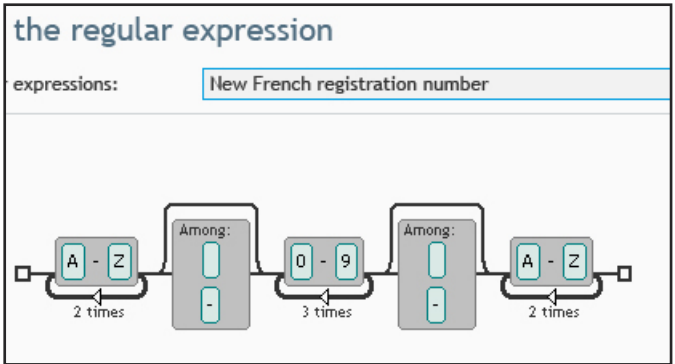 the regular expression
expressions: New French registration number
Among: Among:
A - Z 0 - 9 A - Z
- -
2 times 3 times 2 times